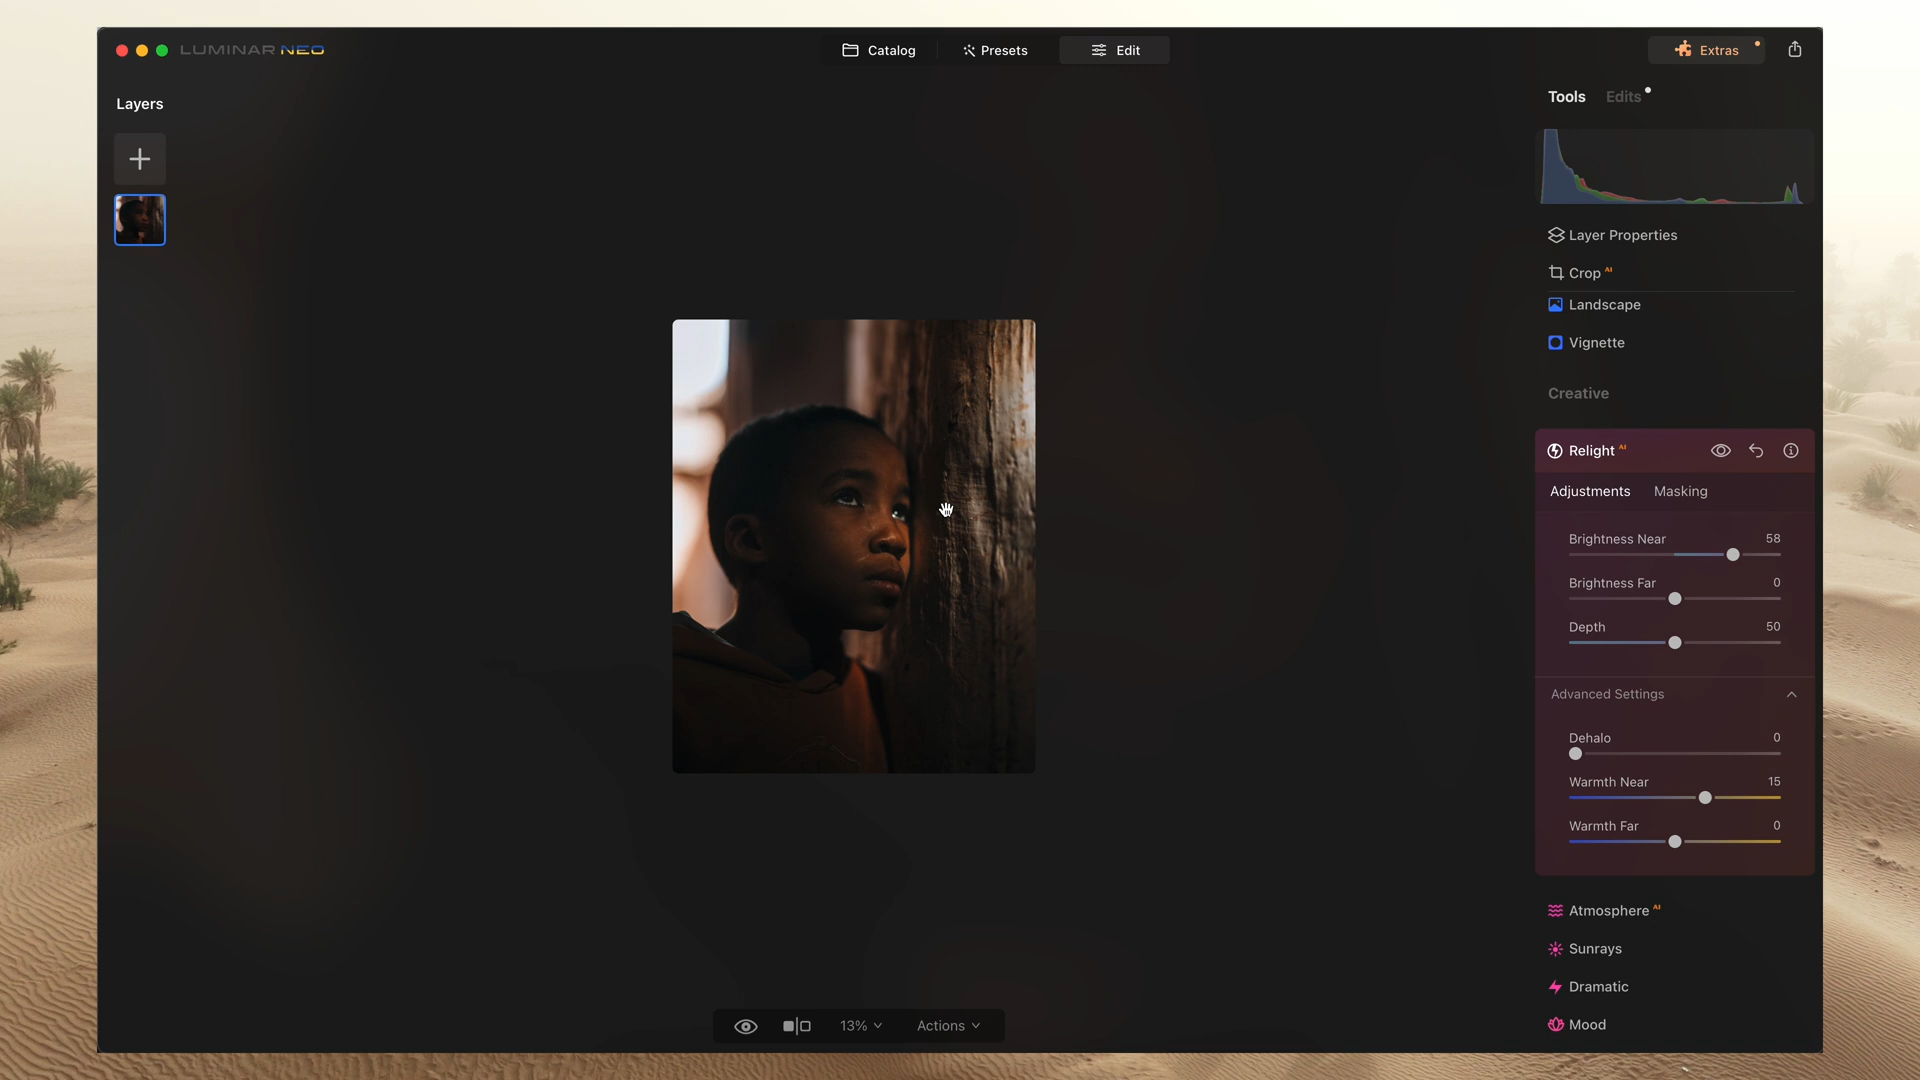 LUMINAR NEO
Catalog
Presets
Edit
Extras
Layers
Tools
Edits
Layer Properties
Crop AI
Landscape
Vignette
Creative
Relight AI
Adjustments
Masking
Brightness Near 58
Brightness Far 0
Depth 50
Advanced Settings
Dehalo 0
Warmth Near 15
Warmth Far 0
Atmosphere AI
Sunrays
Dramatic
Mood
13%
Actions